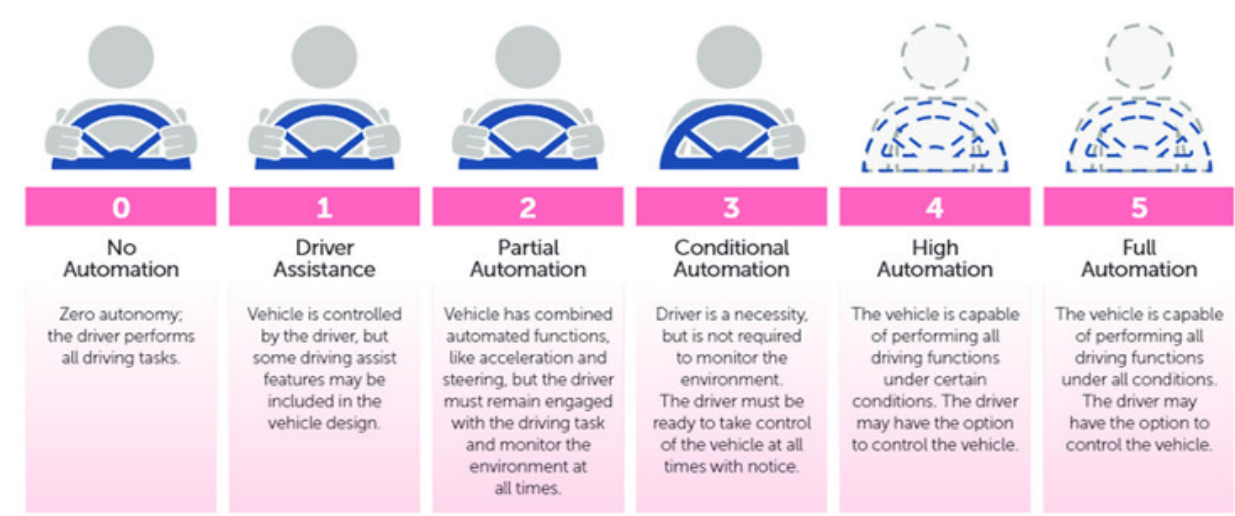 0
No
Automation
Zero autonomy;
the driver performs
all driving tasks.
1
Driver
Assistance
Vehicle is controlled
by the driver, but
some driving assist
features may be
included in the
vehicle design.
2
Partial
Automation
Vehicle has combined
automated functions,
like acceleration and
steering, but the driver
must remain engaged
with the driving task
and monitor the
environment at
all times.
3
Conditional
Automation
Driver is a necessity,
but is not required
to monitor the
environment.
The driver must be
ready to take control
of the vehicle at all
times with notice.
4
High
Automation
The vehicle is capable
of performing all
driving functions
under certain
conditions. The driver
may have the option
to control the vehicle.
5
Full
Automation
The vehicle is capable
of performing all
driving functions
under all conditions.
The driver may
have the option to
control the vehicle.